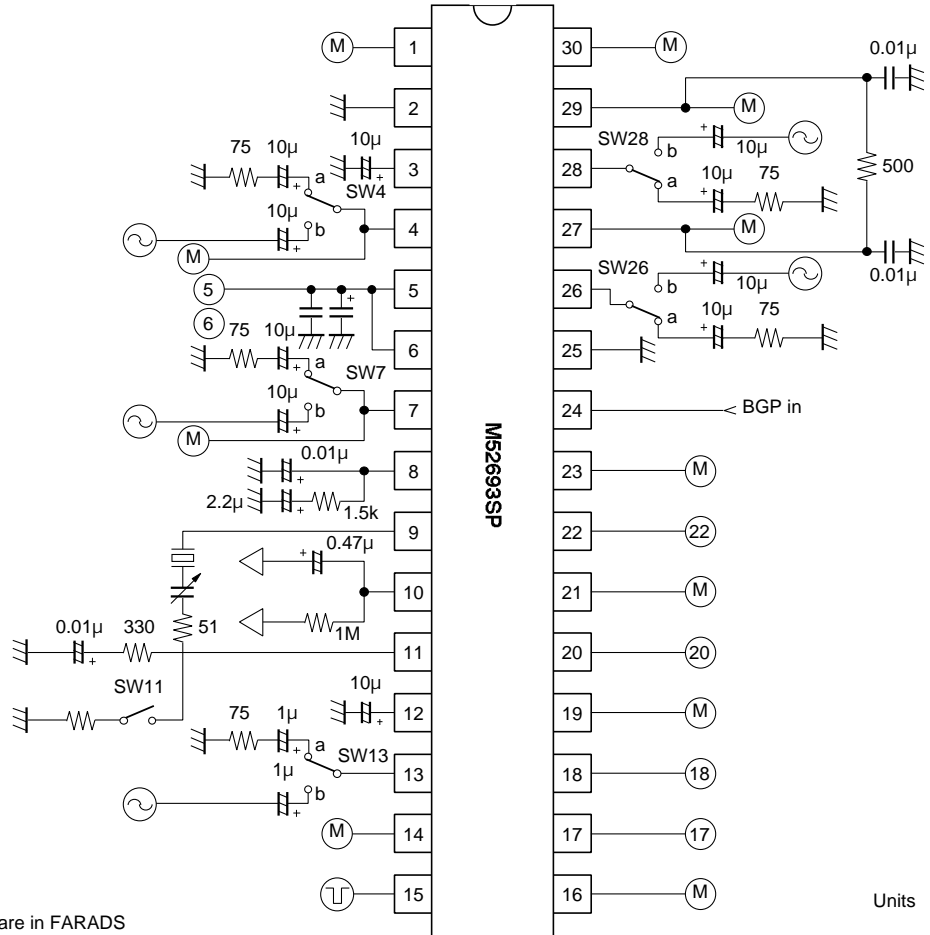 M
1
30
M
0.01µ
2
29
M
75
10µ
10µ
+
3
SW28
b
+
10µ
a
SW4
28
10µ
75
a
+
500
10µ
b
+
4
27
M
M
0.01µ
5
5
+
SW26
b
+
10µ
6
26
10µ
75
a
+
75
10µ
a
+
6
25
SW7
10µ
b
+
7
24
BGP in
M
M52693SP
0.01µ
+
8
23
M
2.2µ
+
1.5k
9
22
22
+
0.47µ
10
21
M
51
1M
0.01µ
+
330
11
20
20
SW11
10µ
+
12
19
M
75
1µ
a
+
SW13
13
18
18
1µ
b
+
M
14
17
17
15
16
M
Units
are in FARADS